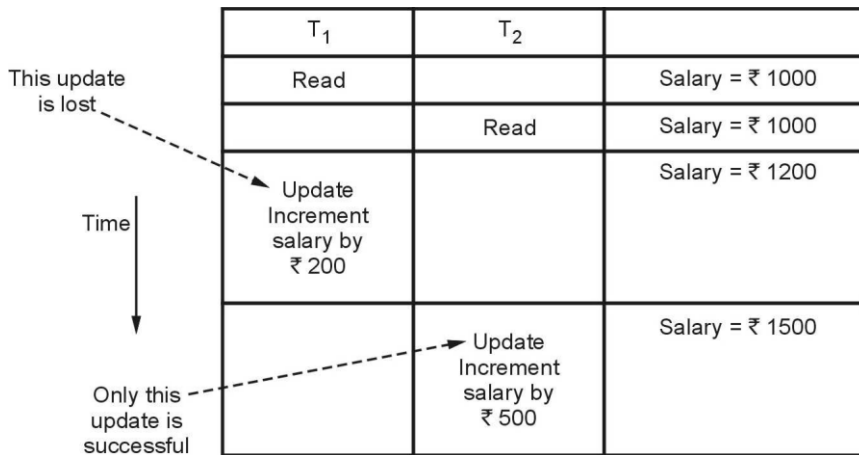 T1 T2
This update
is lost
Read Salary = ₹ 1000
Read Salary = ₹ 1000
Salary = ₹ 1200
Update
Increment
salary by
₹ 200
Time
Salary = ₹ 1500
Update
Increment
salary by
₹ 500
Only this
update is
successful